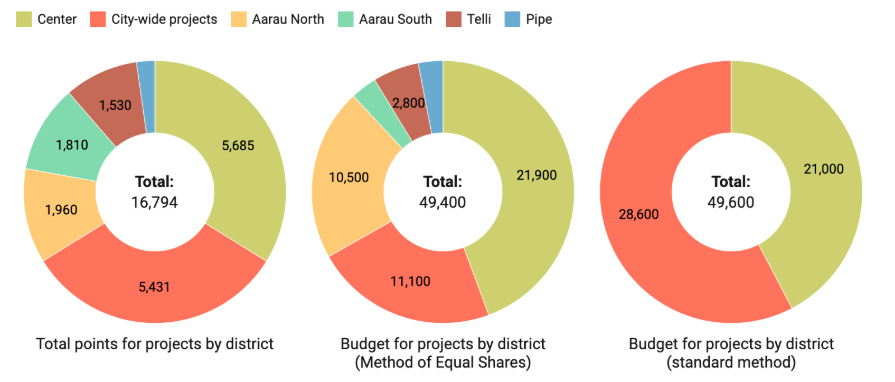 Center City-wide projects Aarau North Aarau South Telli Pipe
1,530
5,685
1,810
Total:
16,794
1,960
5,431
Total points for projects by district
2,800
21,900
10,500
Total:
49,400
11,100
Budget for projects by district
(Method of Equal Shares)
21,000
Total:
49,600
28,600
Budget for projects by district
(standard method)